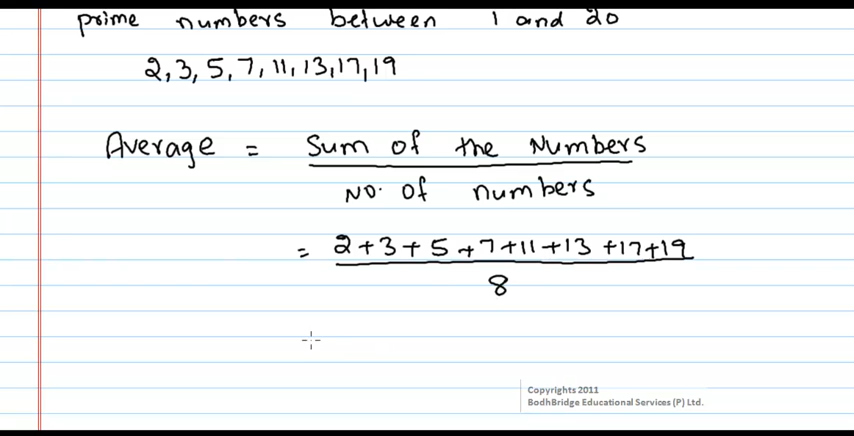 prime numbers between 1 and 20
2, 3, 5, 7, 11, 13, 17, 19
Average = Sum of the Numbers
No. of numbers
= 2+3+5+7+11+13+17+19
8
Copyrights 2011
BodhBridge Educational Services (P) Ltd.